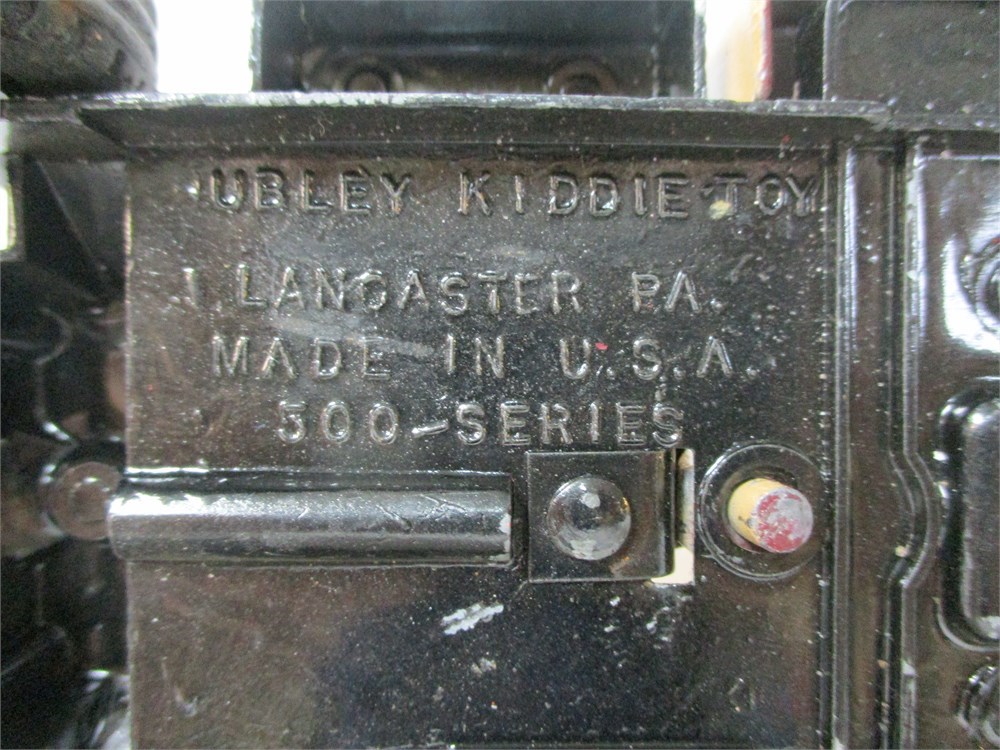 UBLEY KIDDIE TOY
LANCASTER PA.
MADE IN U.S.A.
500-SERIES